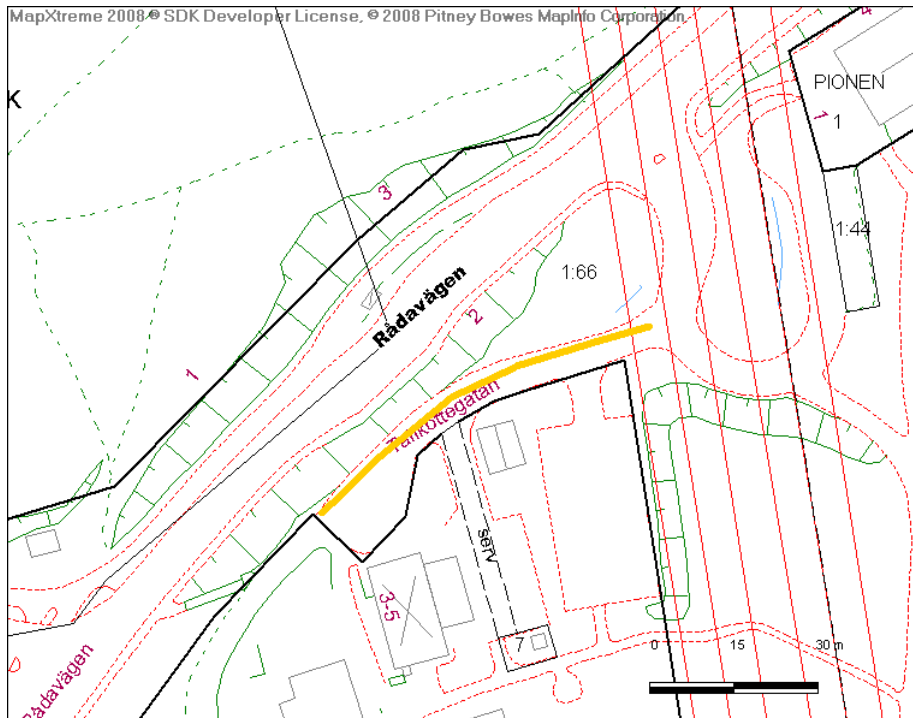 MapXtreme 2008 ® SDK Developer License, © 2008 Pitney Bowes MapInfo Corporation
4
PIONEN
K
1
1
3
1:44
1:66
Rådavägen
2
1
Tallkottegatan
serv
3-5
7
0 15 30 m
Rådavägen